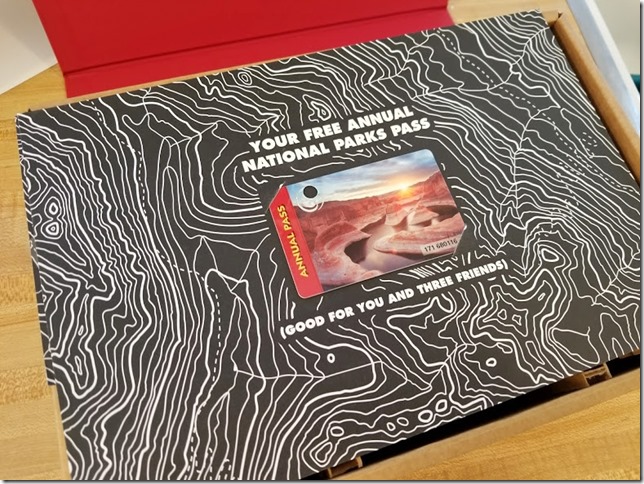 YOUR FREE ANNUAL
NATIONAL PARKS PASS
ANNUAL PASS
171 680116
(GOOD FOR YOU AND THREE FRIENDS)